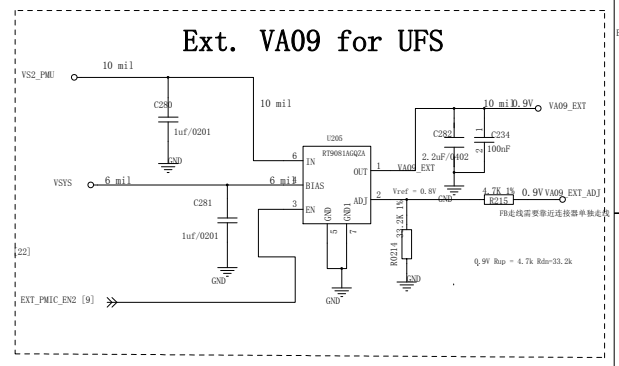 Ext. VA09 for UFS
VS2_PMU
10 mil
10 mil
C280
1uf/0201
GND
U205
RT9081AGQZA
6
IN
OUT
1
VA09_EXT
BIAS
ADJ
2
3
EN
GND
GND1
5
7
GND
VSYS
6 mil
6 mil
C281
1uf/0201
GND
EXT_PMIC_EN2 [9]
[22]
10 mil
0.9V
VA09_EXT
C282
2.2uF/0402
1
C234
2
100nF
GND
Vref = 0.8V
4.7K 1%
R215
0.9V
VA09_EXT_ADJ
FB走线需要靠近连接器单独走线
R0214 33.2K 1%
GND
0.9V Rup = 4.7k Rdn=33.2k